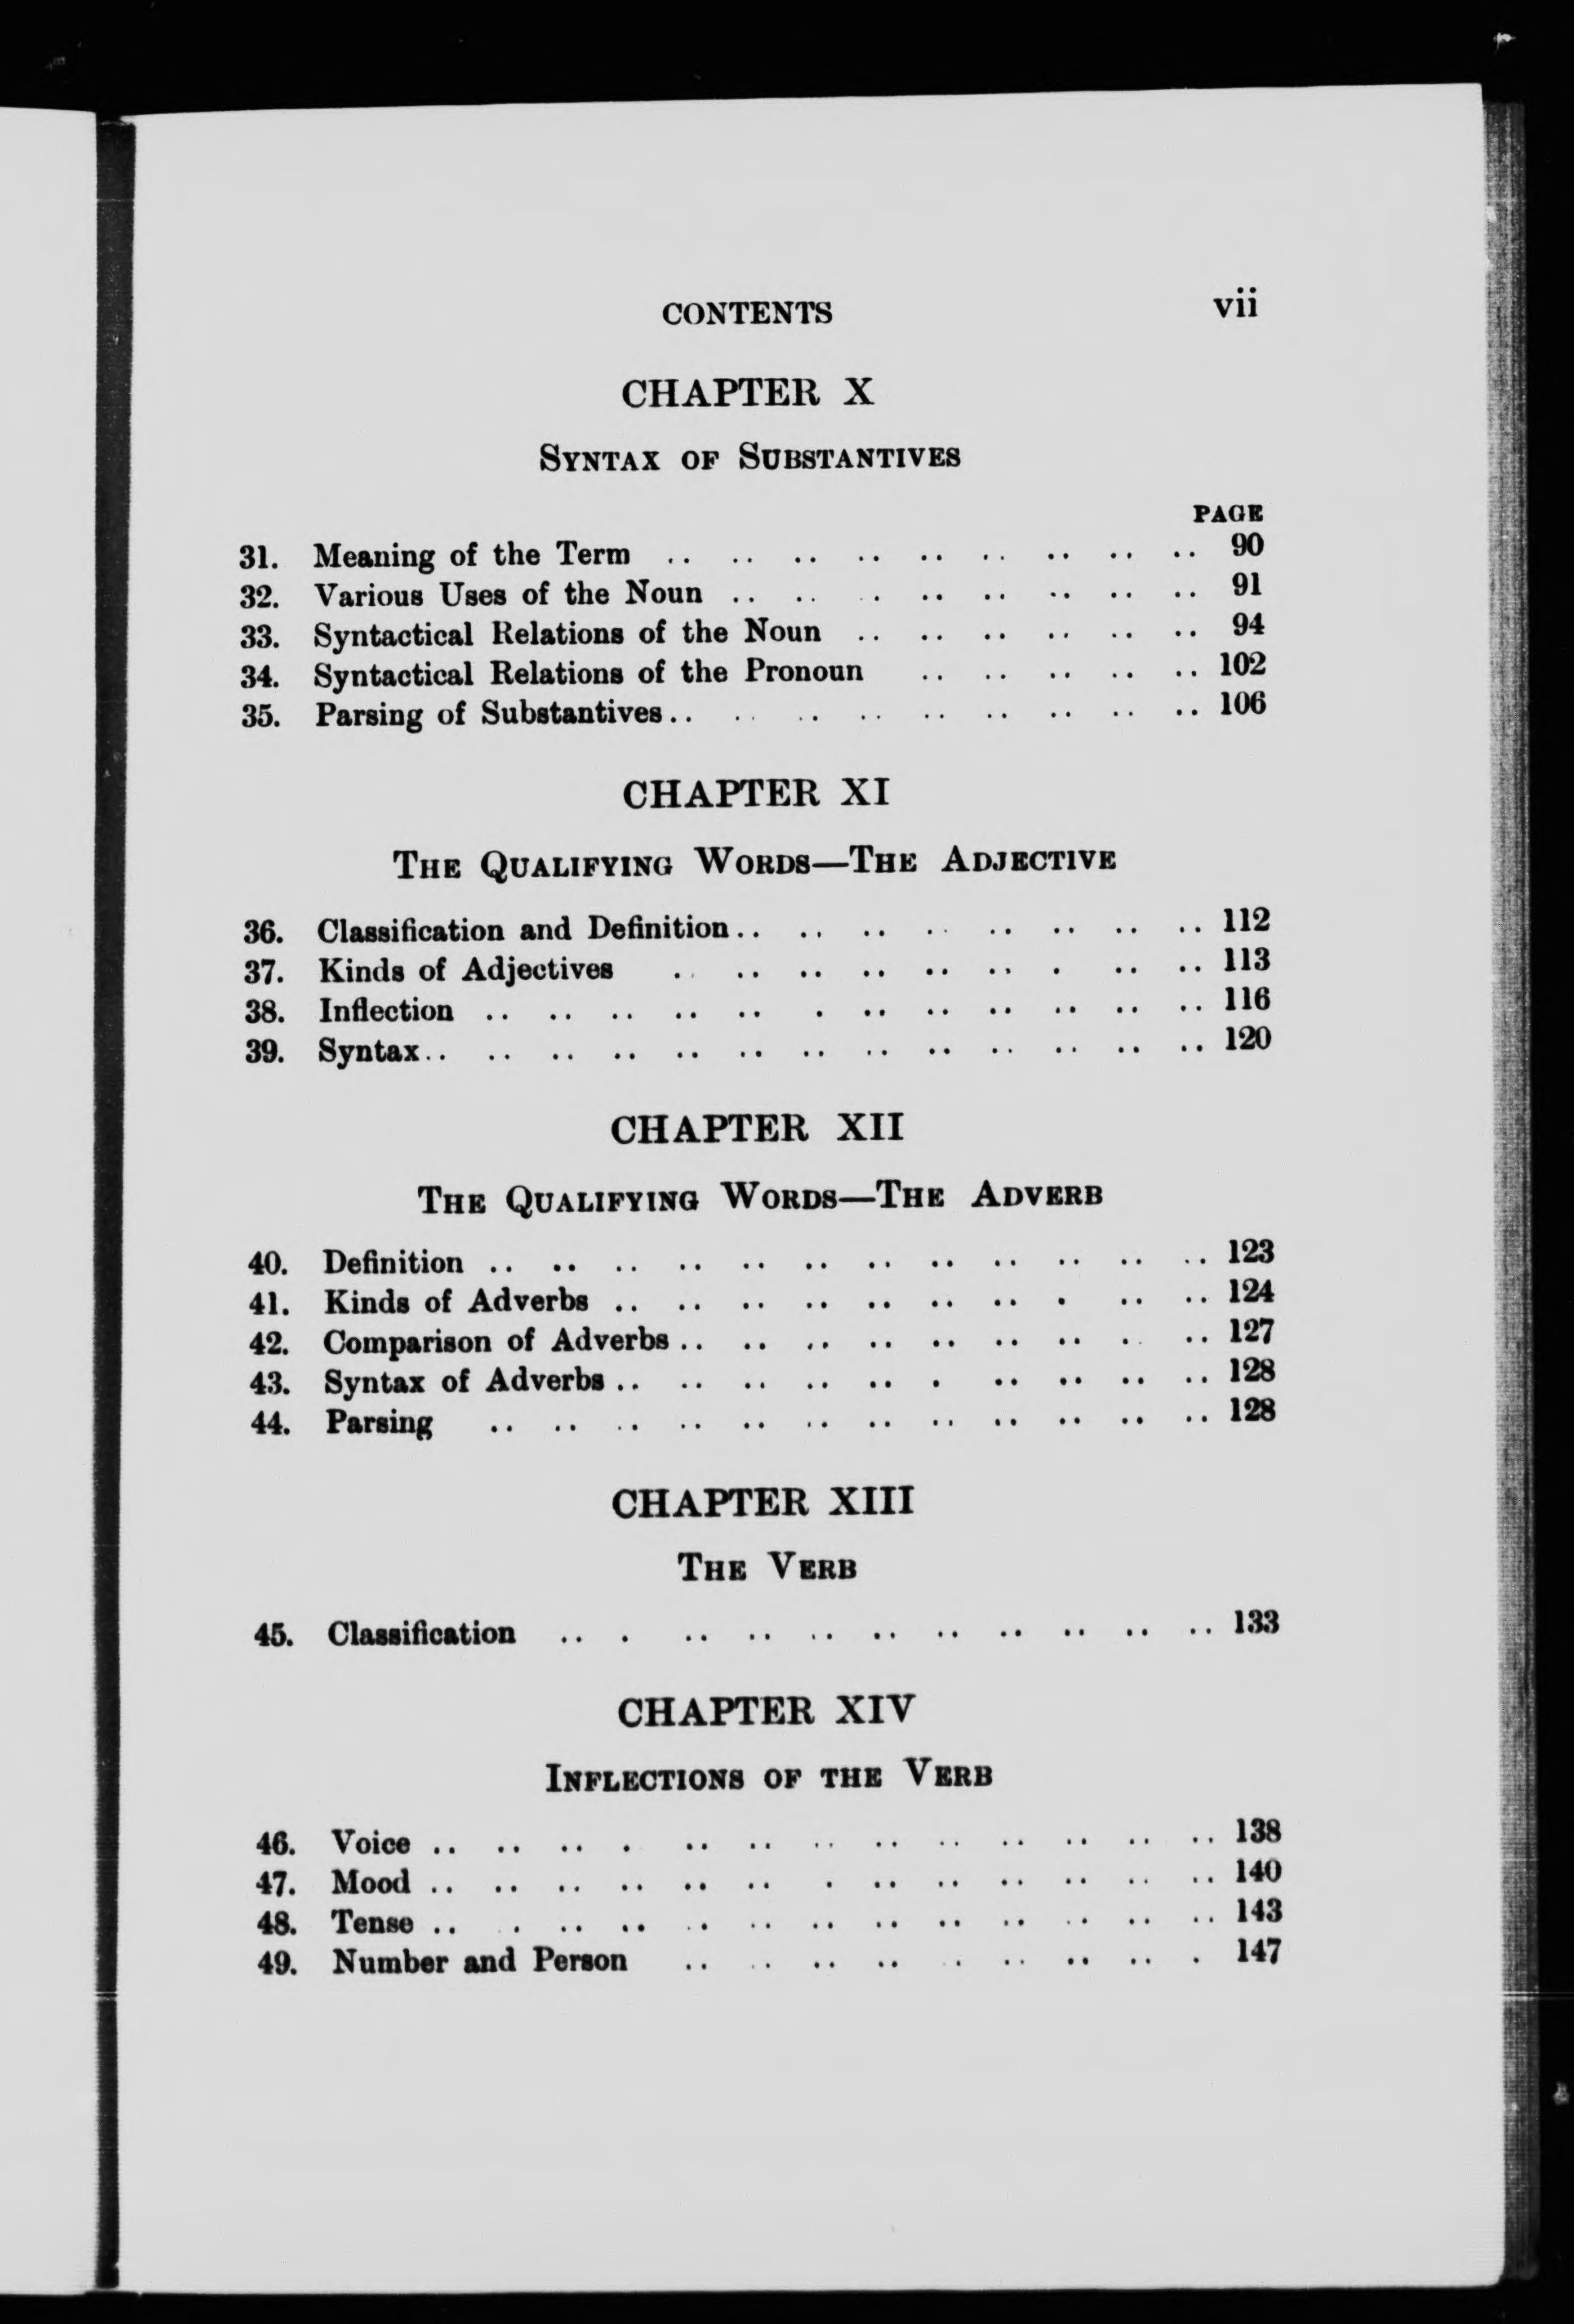 CONTENTS vii
CHAPTER X
SYNTAX OF SUBSTANTIVES
PAGE
31. Meaning of the Term .. .. .. .. .. .. .. .. .. 90
32. Various Uses of the Noun .. .. .. .. .. .. .. .. 91
33. Syntactical Relations of the Noun .. .. .. .. .. .. 94
34. Syntactical Relations of the Pronoun .. .. .. .. .. 102
35. Parsing of Substantives .. .. .. .. .. .. .. .. .. 106
CHAPTER XI
THE QUALIFYING WORDS—THE ADJECTIVE
36. Classification and Definition .. .. .. .. .. .. .. .. 112
37. Kinds of Adjectives .. .. .. .. .. .. .. .. .. 113
38. Inflection .. .. .. .. .. .. .. .. .. .. .. .. 116
39. Syntax .. .. .. .. .. .. .. .. .. .. .. .. .. 120
CHAPTER XII
THE QUALIFYING WORDS—THE ADVERB
40. Definition .. .. .. .. .. .. .. .. .. .. .. .. 123
41. Kinds of Adverbs .. .. .. .. .. .. .. .. .. .. 124
42. Comparison of Adverbs .. .. .. .. .. .. .. .. .. 127
43. Syntax of Adverbs .. .. .. .. .. .. .. .. .. .. 128
44. Parsing .. .. .. .. .. .. .. .. .. .. .. .. 128
CHAPTER XIII
THE VERB
45. Classification .. .. .. .. .. .. .. .. .. .. .. 133
CHAPTER XIV
INFLECTIONS OF THE VERB
46. Voice .. .. .. .. .. .. .. .. .. .. .. .. .. 138
47. Mood .. .. .. .. .. .. .. .. .. .. .. .. .. 140
48. Tense .. .. .. .. .. .. .. .. .. .. .. .. .. 143
49. Number and Person .. .. .. .. .. .. .. .. .. 147